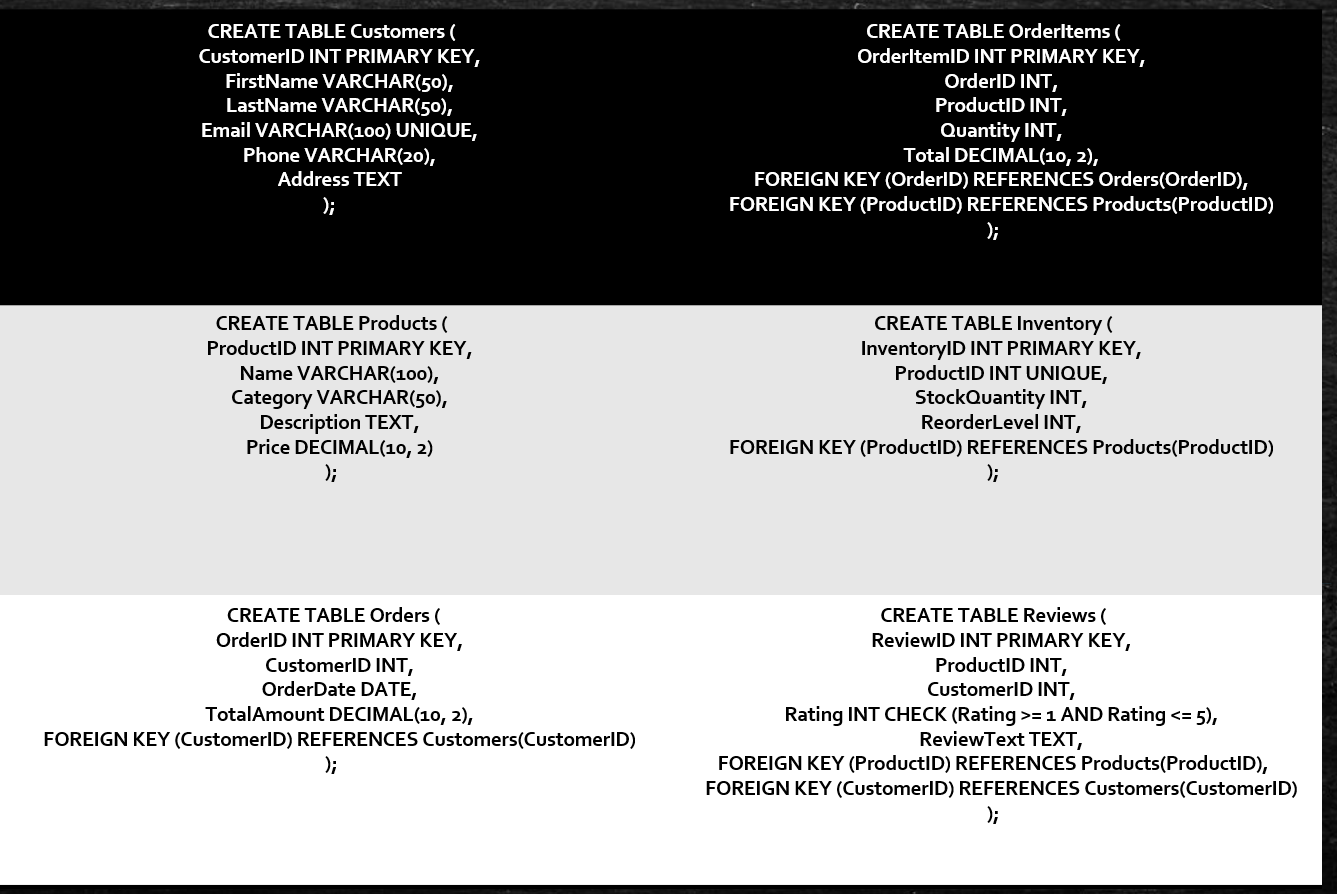 CREATE TABLE Customers (
CustomerID INT PRIMARY KEY,
FirstName VARCHAR(50),
LastName VARCHAR(50),
Email VARCHAR(100) UNIQUE,
Phone VARCHAR(20),
Address TEXT
);
CREATE TABLE OrderItems (
OrderItemID INT PRIMARY KEY,
OrderID INT,
ProductID INT,
Quantity INT,
Total DECIMAL(10, 2),
FOREIGN KEY (OrderID) REFERENCES Orders(OrderID),
FOREIGN KEY (ProductID) REFERENCES Products(ProductID)
);
CREATE TABLE Products (
ProductID INT PRIMARY KEY,
Name VARCHAR(100),
Category VARCHAR(50),
Description TEXT,
Price DECIMAL(10, 2)
);
CREATE TABLE Inventory (
InventoryID INT PRIMARY KEY,
ProductID INT UNIQUE,
StockQuantity INT,
ReorderLevel INT,
FOREIGN KEY (ProductID) REFERENCES Products(ProductID)
);
CREATE TABLE Orders (
OrderID INT PRIMARY KEY,
CustomerID INT,
OrderDate DATE,
TotalAmount DECIMAL(10, 2),
FOREIGN KEY (CustomerID) REFERENCES Customers(CustomerID)
);
CREATE TABLE Reviews (
ReviewID INT PRIMARY KEY,
ProductID INT,
CustomerID INT,
Rating INT CHECK (Rating >= 1 AND Rating <= 5),
ReviewText TEXT,
FOREIGN KEY (ProductID) REFERENCES Products(ProductID),
FOREIGN KEY (CustomerID) REFERENCES Customers(CustomerID)
);